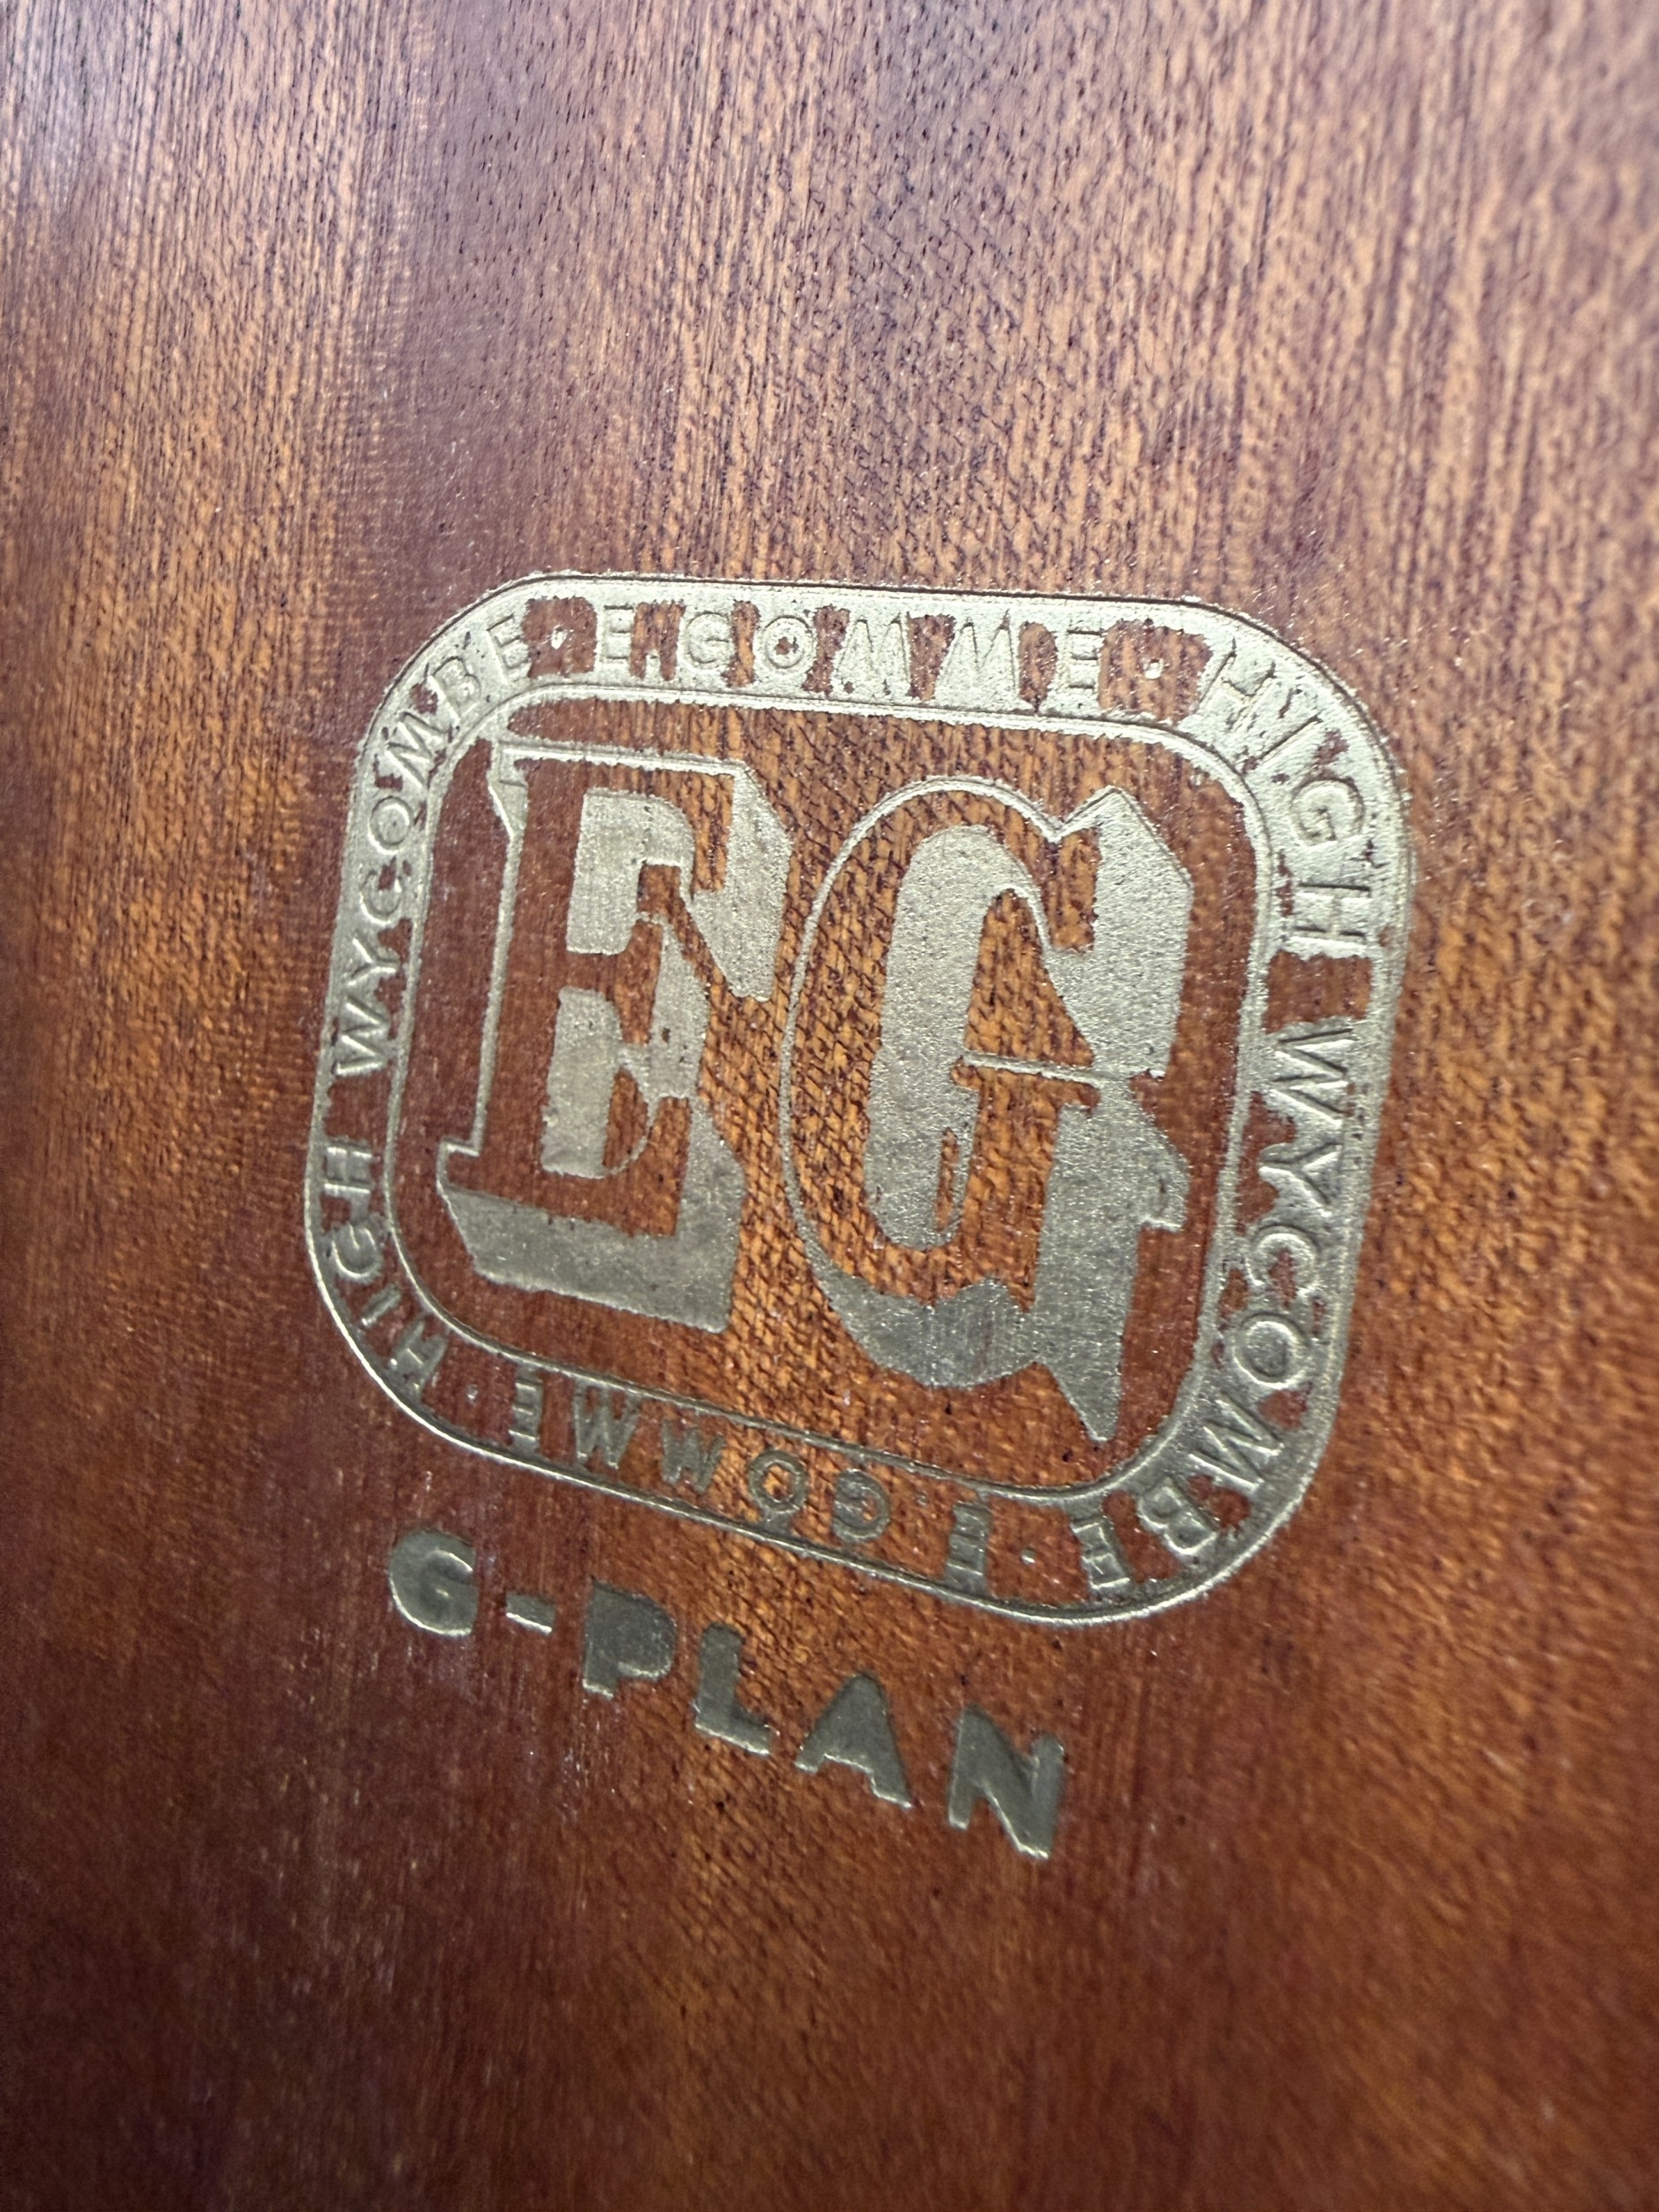 E. GOMME · HIGH WYCOMBE · E. GOMME · HIGH WYCOMBE
EG
G-PLAN